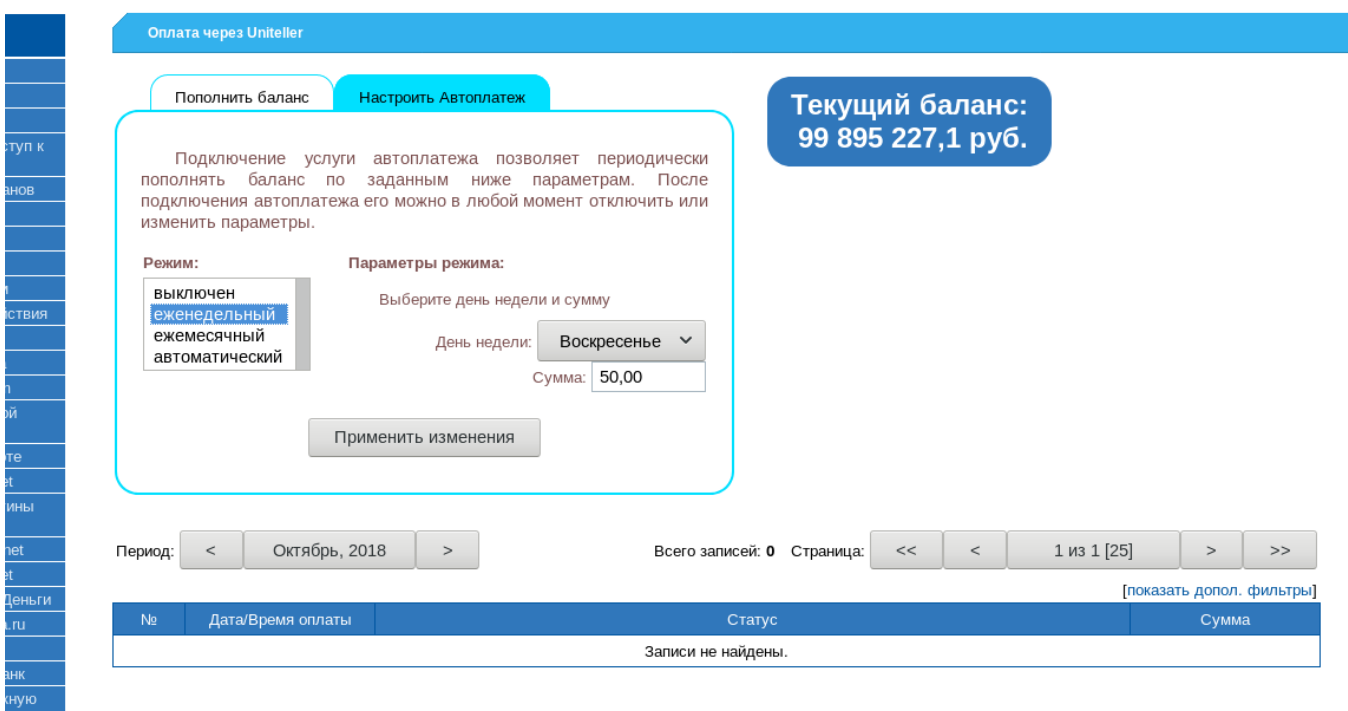 Оплата через Uniteller
Пополнить баланс
Настроить Автоплатеж
Текущий баланс:
99 895 227,1 руб.
Подключение услуги автоплатежа позволяет периодически
пополнять баланс по заданным ниже параметрам. После
подключения автоплатежа его можно в любой момент отключить или
изменить параметры.
Режим:
Параметры режима:
выключен
еженедельный
ежемесячный
автоматический
Выберите день недели и сумму
День недели: Воскресенье
Сумма: 50,00
Применить изменения
Период: < Октябрь, 2018 >
Всего записей: 0 Страница: << < 1 из 1 [25] > >>
[показать допол. фильтры]
№ Дата/Время оплаты Статус Сумма
Записи не найдены.
Деньги